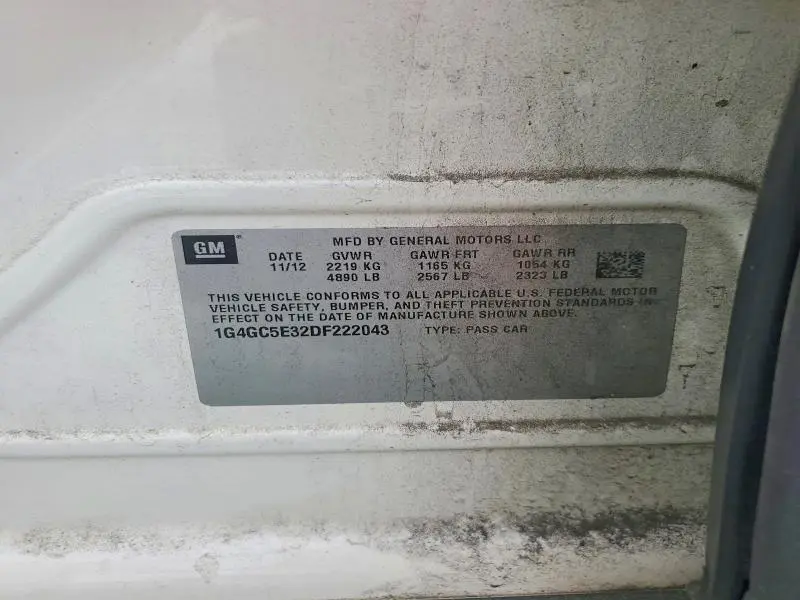 GM
MFD BY GENERAL MOTORS LLC
DATE GVWR GAWR FRT GAWR RR
11/12 2219 KG 1165 KG 1054 KG
4890 LB 2567 LB 2323 LB
THIS VEHICLE CONFORMS TO ALL APPLICABLE U.S. FEDERAL MOTOR
VEHICLE SAFETY, BUMPER, AND THEFT PREVENTION STANDARDS IN
EFFECT ON THE DATE OF MANUFACTURE SHOWN ABOVE.
1G4GC5E32DF222043 TYPE: PASS CAR